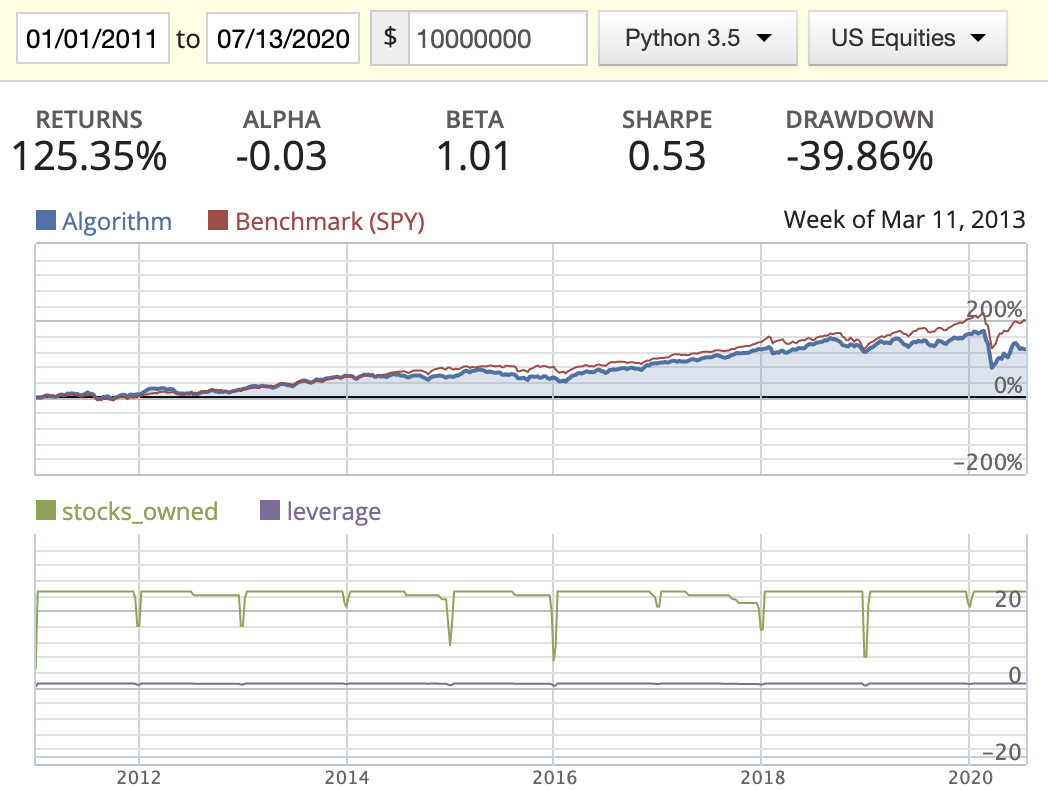 01/01/2011 to 07/13/2020 $ 10000000 Python 3.5 US Equities
RETURNS ALPHA BETA SHARPE DRAWDOWN
125.35% -0.03 1.01 0.53 -39.86%
Algorithm Benchmark (SPY) Week of Mar 11, 2013
200%
0%
−200%
stocks_owned leverage
20
0
−20
2012 2014 2016 2018 2020